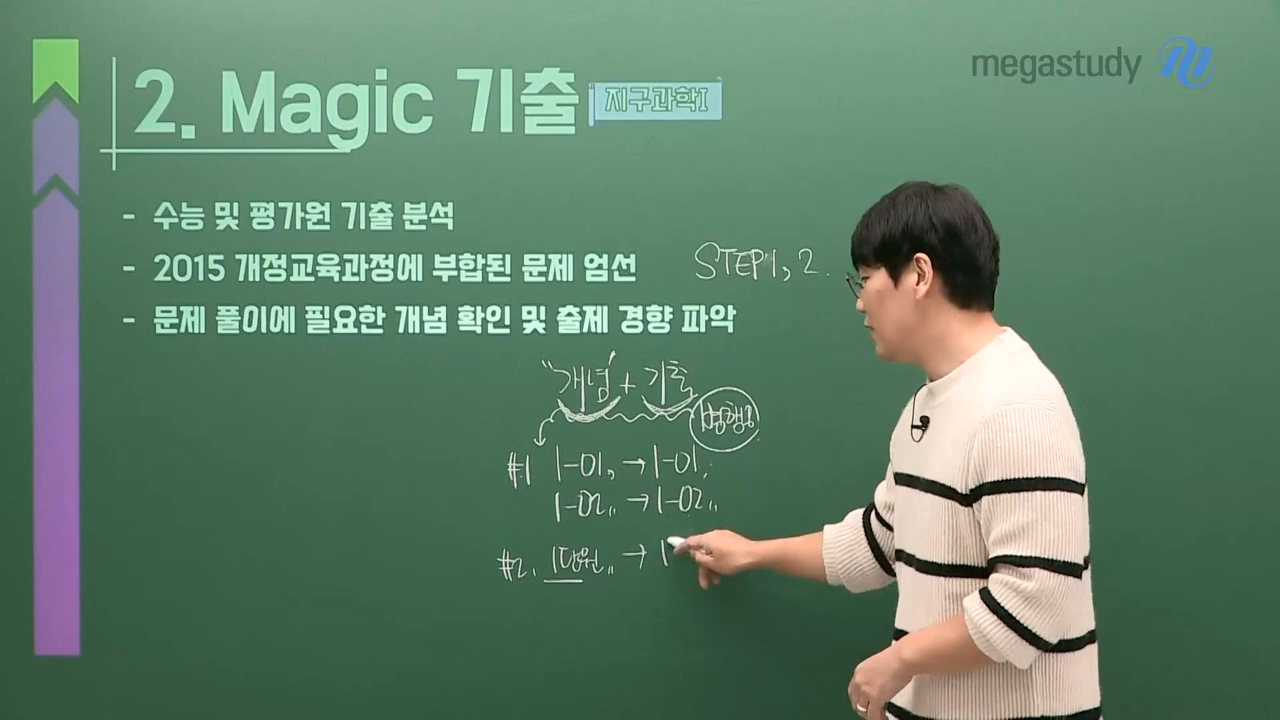 megastudy
2. Magic 기출 지구과학I
- 수능 및 평가원 기출 분석
- 2015 개정교육과정에 부합된 문제 엄선
STEP 1, 2.
- 문제 풀이에 필요한 개념 확인 및 출제 경향 파악
"개념" + 기출
병행
#1 1-01, → 1-01,
1-02,, → 1-02,,
#2. 1단원,, → 1